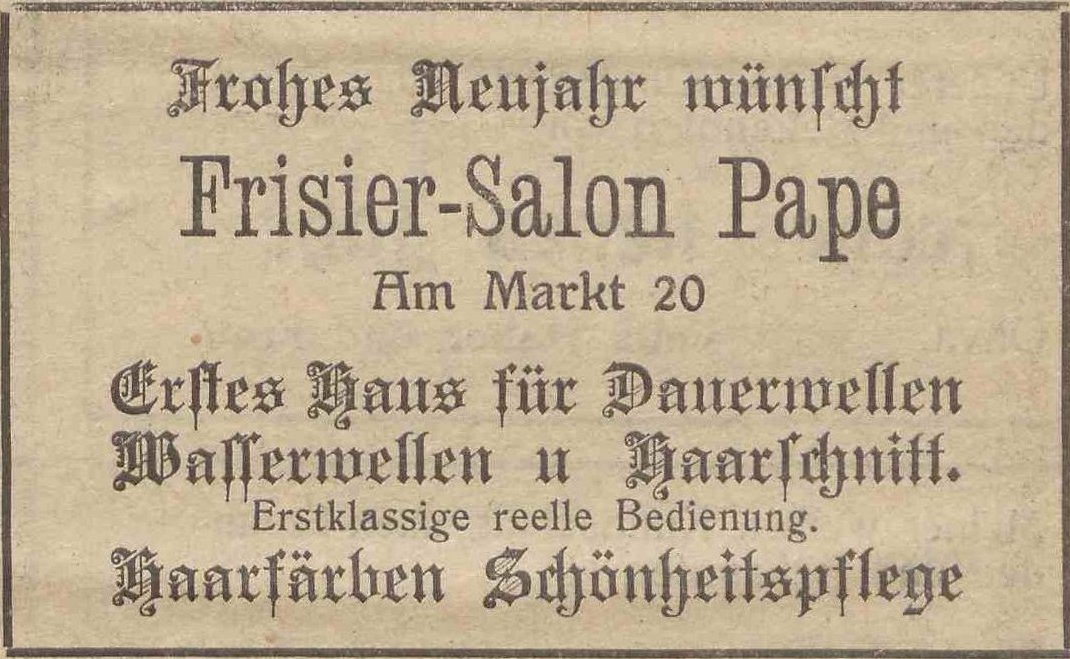 Frohes Neujahr wünscht
Frisier-Salon Pape
Am Markt 20
Erstes Haus für Dauerwellen
Wasserwellen u Haarschnitt.
Erstklassige reelle Bedienung.
Haarfärben Schönheitspflege